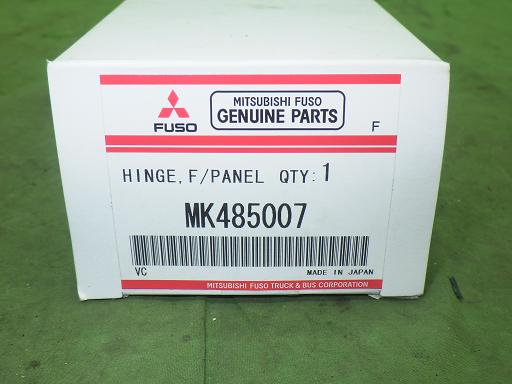 FUSO
MITSUBISHI FUSO
GENUINE PARTS
F
HINGE, F/PANEL QTY: 1
MK485007
VC
MADE IN JAPAN
MITSUBISHI FUSO TRUCK & BUS CORPORATION